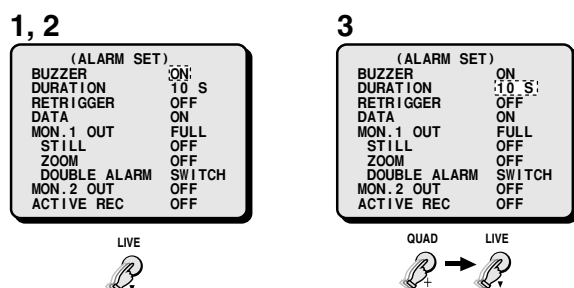 1, 2
(ALARM SET)
BUZZER ON
DURATION 10 S
RETRIGGER OFF
DATA ON
MON.1 OUT FULL
STILL OFF
ZOOM OFF
DOUBLE ALARM SWITCH
MON.2 OUT OFF
ACTIVE REC OFF
LIVE
3
(ALARM SET)
BUZZER ON
DURATION 10 S
RETRIGGER OFF
DATA ON
MON.1 OUT FULL
STILL OFF
ZOOM OFF
DOUBLE ALARM SWITCH
MON.2 OUT OFF
ACTIVE REC OFF
QUAD LIVE
+